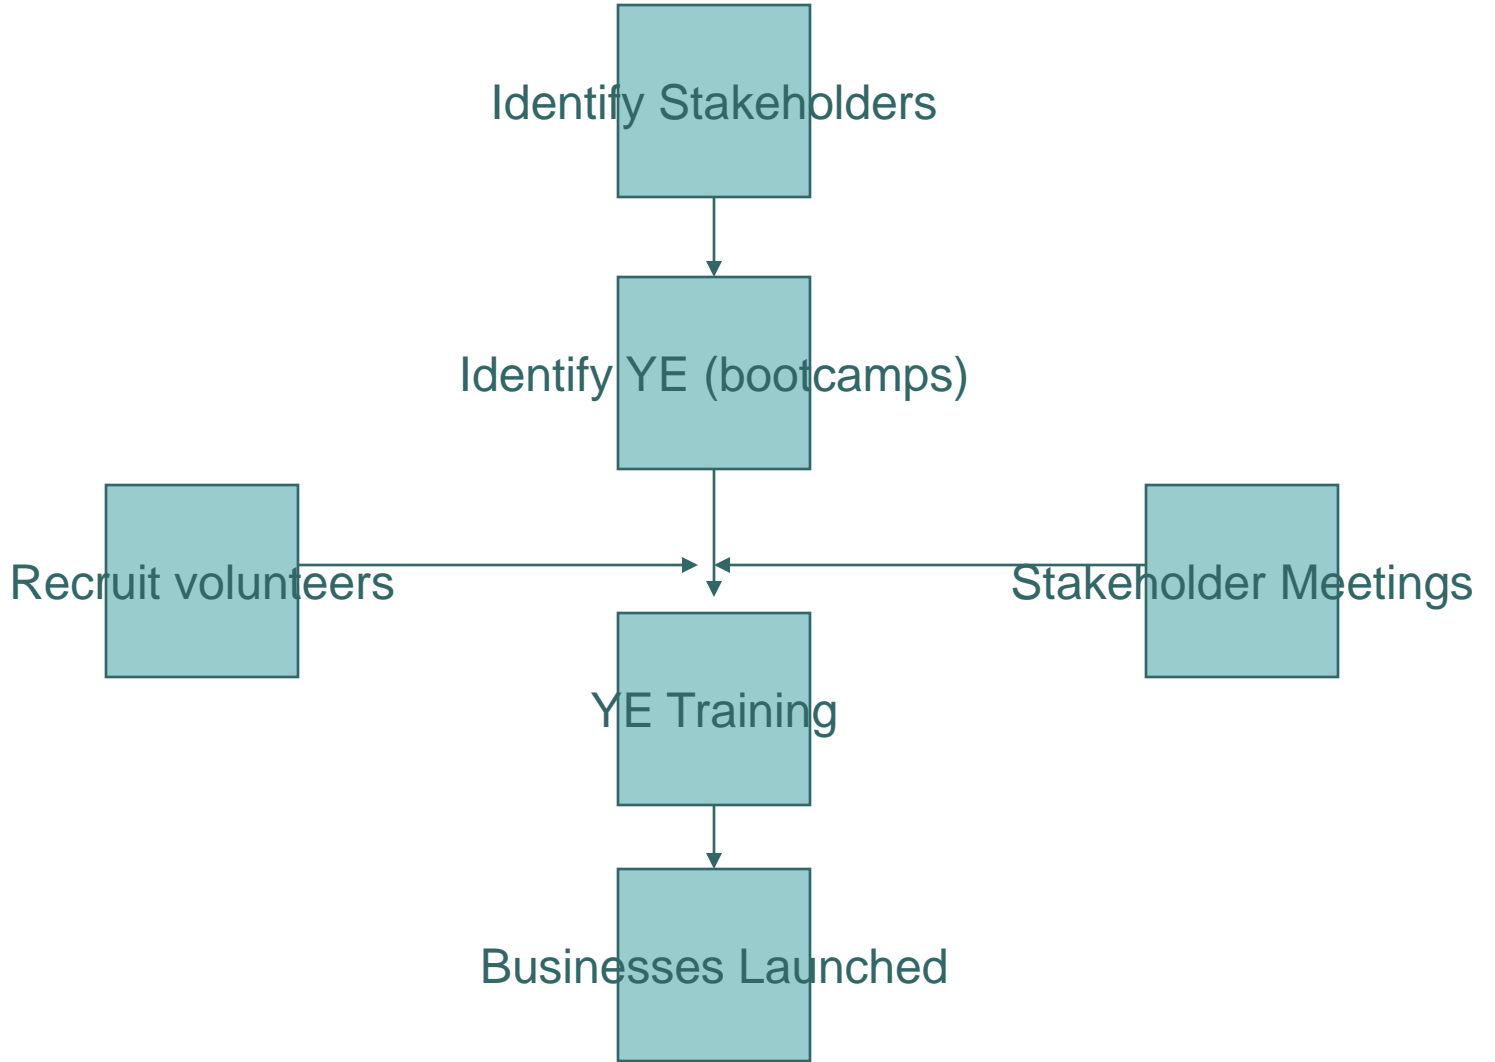 Identify Stakeholders
Identify YE (bootcamps)
Recruit volunteers
Stakeholder Meetings
YE Training
Businesses Launched